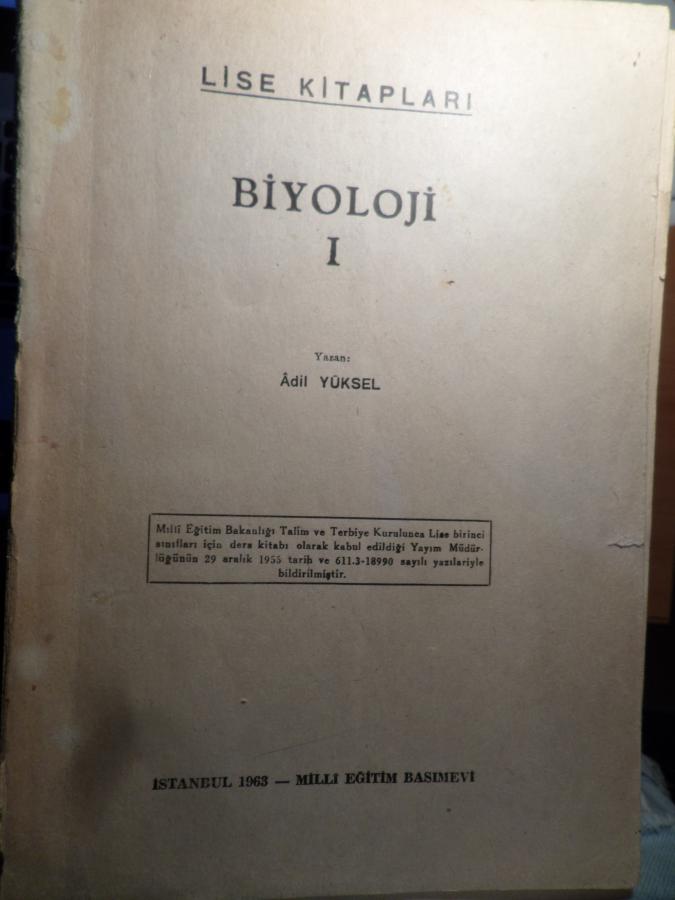 LİSE KİTAPLARI
BİYOLOJİ
I
Yazan:
Âdil YÜKSEL
Millî Eğitim Bakanlığı Talim ve Terbiye Kurulunca Lise birinci
sınıfları için ders kitabı olarak kabul edildiği Yayım Müdür-
lüğünün 29 aralık 1955 tarih ve 611.3-18990 sayılı yazılariyle
bildirilmiştir.
İSTANBUL 1963 — MİLLÎ EĞİTİM BASIMEVİ